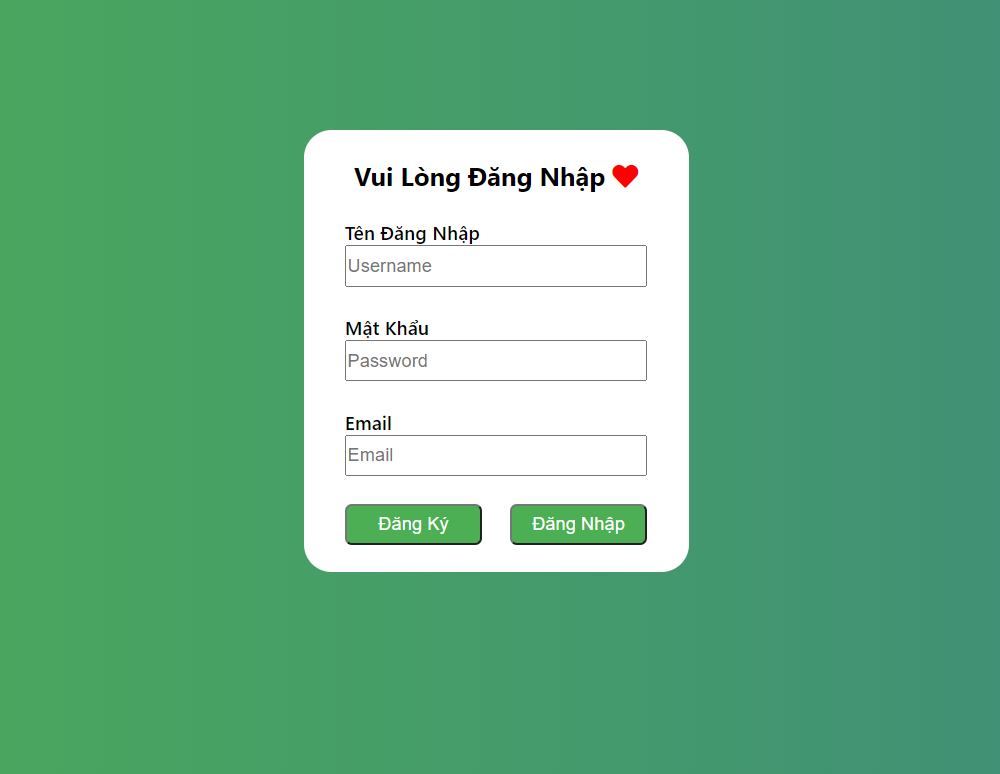 Vui Lòng Đăng Nhập
Tên Đăng Nhập
Username
Mật Khẩu
Password
Email
Email
Đăng Ký
Đăng Nhập